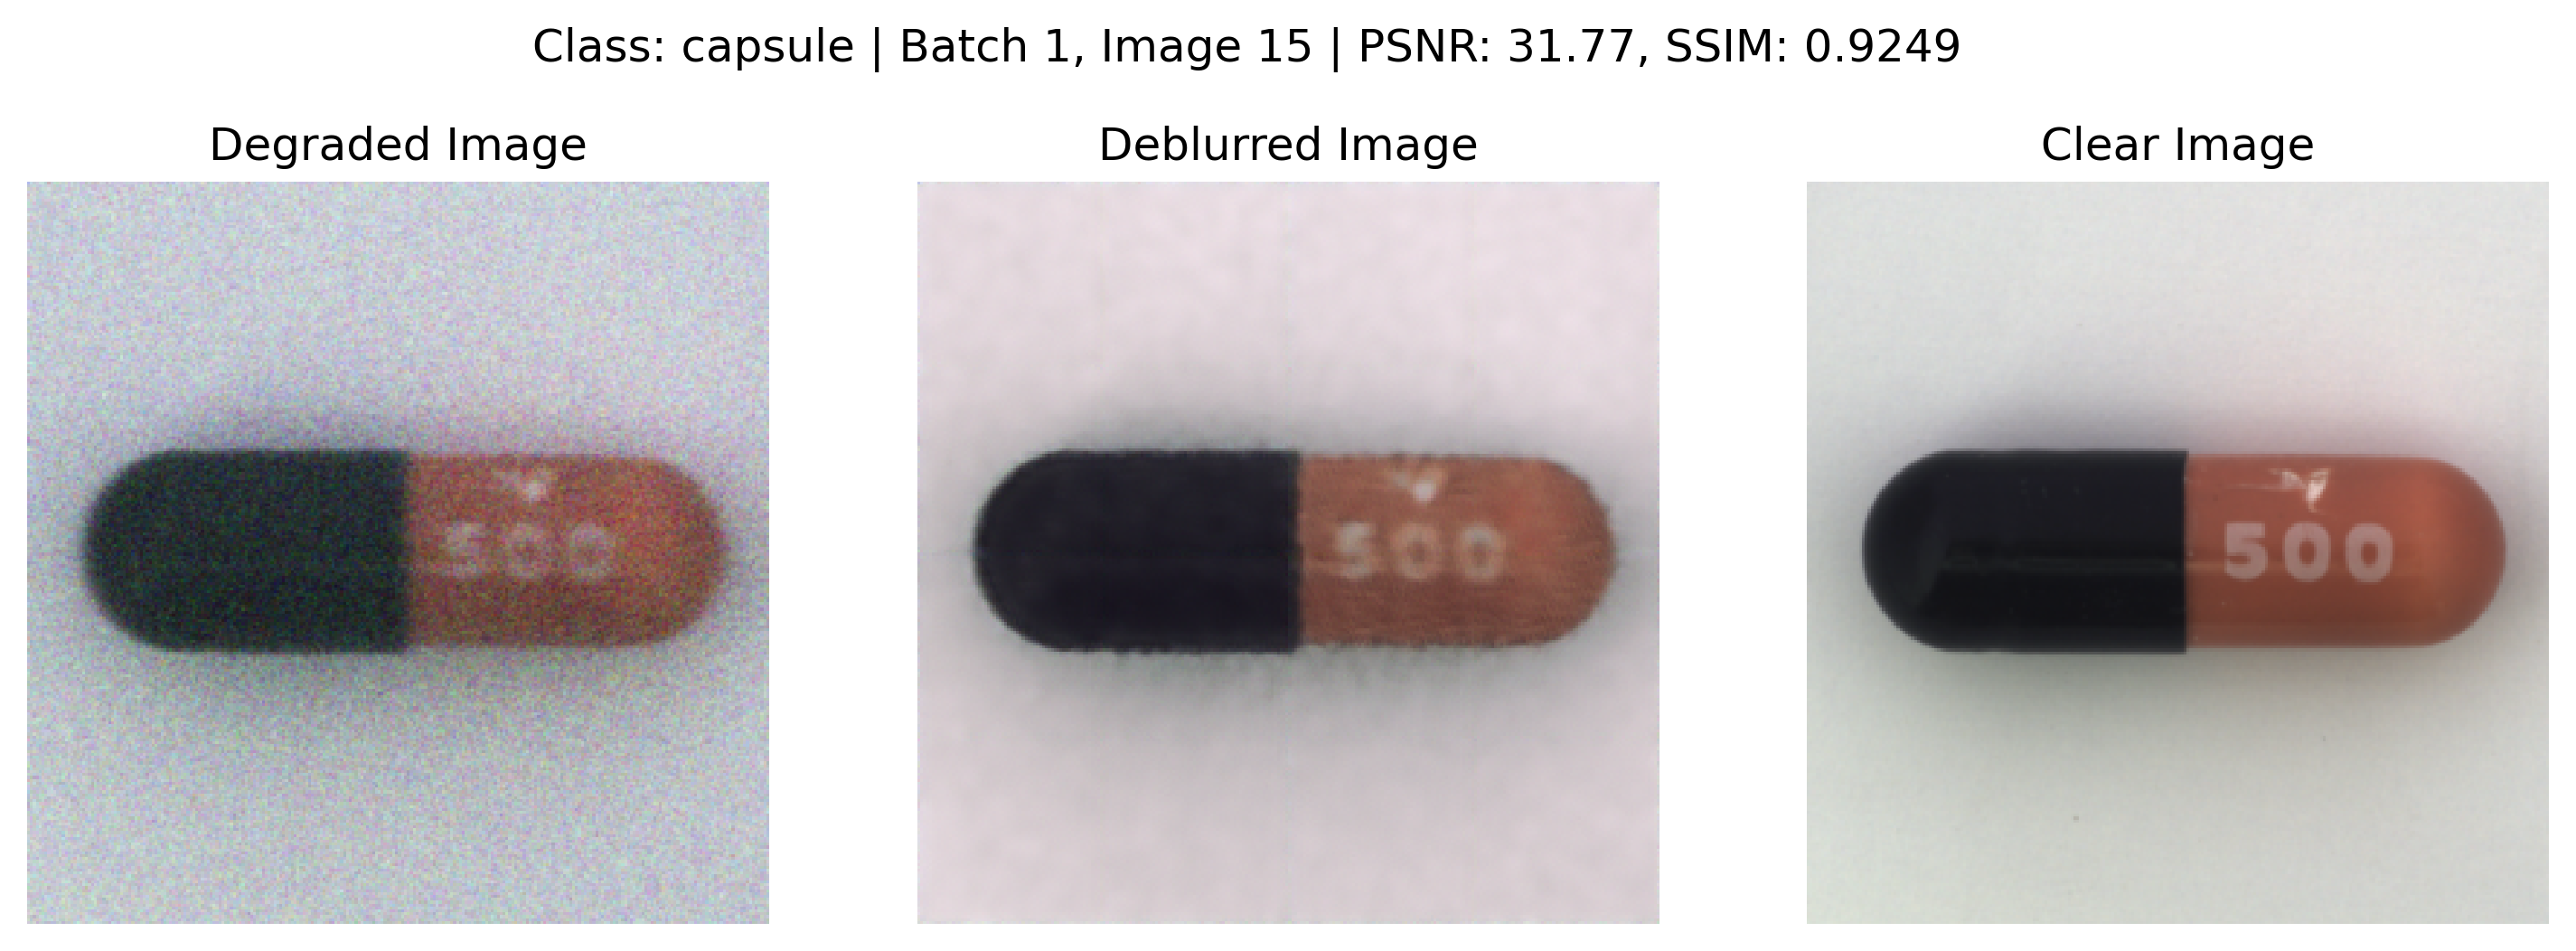 Class: capsule | Batch 1, Image 15 | PSNR: 31.77, SSIM: 0.9249
Degraded Image
Deblurred Image
Clear Image
500
500
500